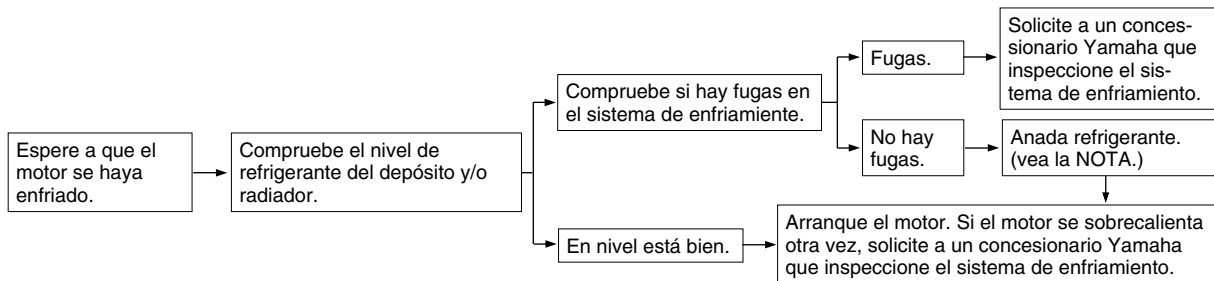 Espere a que el
motor se haya
enfriado.
Compruebe el nivel de
refrigerante del depósito y/o
radiador.
Compruebe si hay fugas en
el sistema de enfriamiente.
Fugas.
Solicite a un conces-
sionario Yamaha que
inspeccione el sis-
tema de enfriamiento.
No hay
fugas.
Anada refrigerante.
(vea la NOTA.)
En nivel está bien.
Arranque el motor. Si el motor se sobrecalienta
otra vez, solicite a un concesionario Yamaha
que inspeccione el sistema de enfriamiento.